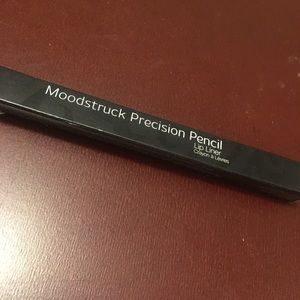 Moodstruck Precision Pencil
Lip Liner
Crayon à Lèvres